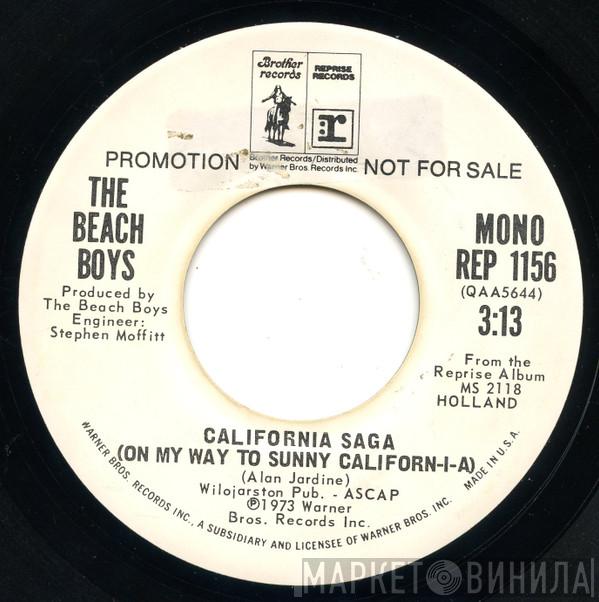 Brother
records
REPRISE
RECORDS
r
Brother Records/Distributed
by Warner Bros. Records Inc
PROMOTION NOT FOR SALE
THE
BEACH
BOYS
Produced by
The Beach Boys
Engineer:
Stephen Moffitt
MONO
REP 1156
(QAA5644)
3:13
From the
Reprise Album
MS 2118
HOLLAND
CALIFORNIA SAGA
(ON MY WAY TO SUNNY CALIFORN-I-A)
(Alan Jardine)
Wilojarston Pub. - ASCAP
℗1973 Warner
Bros. Records Inc.
WARNER BROS. RECORDS INC., A SUBSIDIARY AND LICENSEE OF WARNER BROS. INC. MADE IN U.S.A.
МАРКЕТ ВИНИЛА